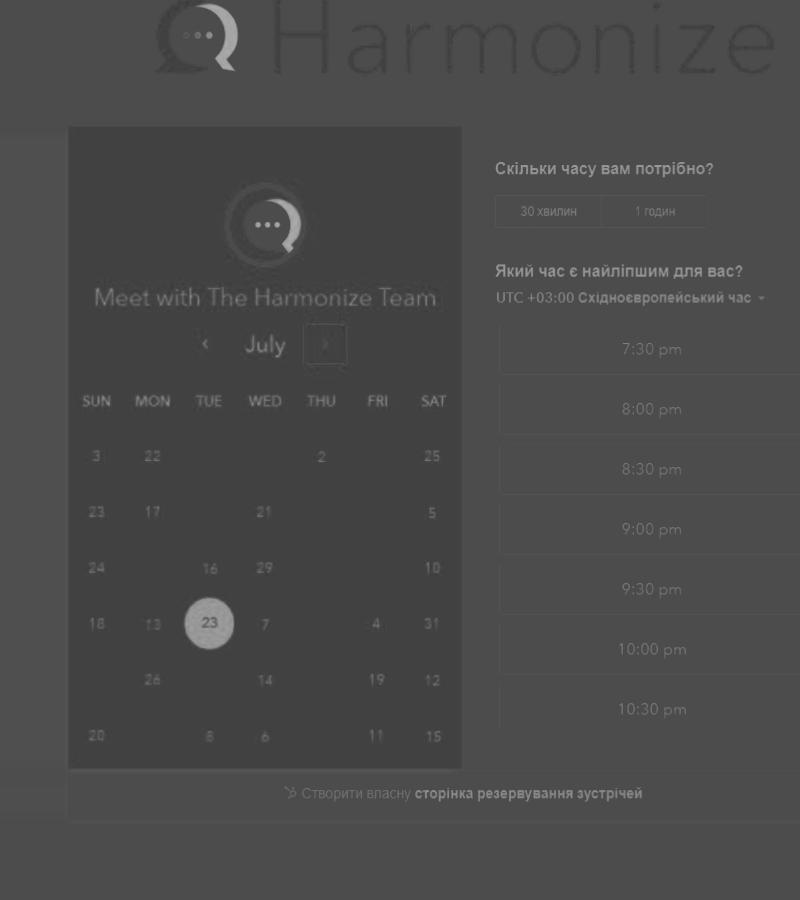 Harmonize
Meet with The Harmonize Team
July
SUN MON TUE WED THU FRI SAT
3 22 2 25
23 17 21 5
24 16 29 10
18 13 23 7 4 31
26 14 19 12
20 8 6 11 15
Скільки часу вам потрібно?
30 хвилин 1 годин
Який час є найліпшим для вас?
UTC +03:00 Східноєвропейський час
7:30 pm
8:00 pm
8:30 pm
9:00 pm
9:30 pm
10:00 pm
10:30 pm
Створити власну сторінка резервування зустрічей